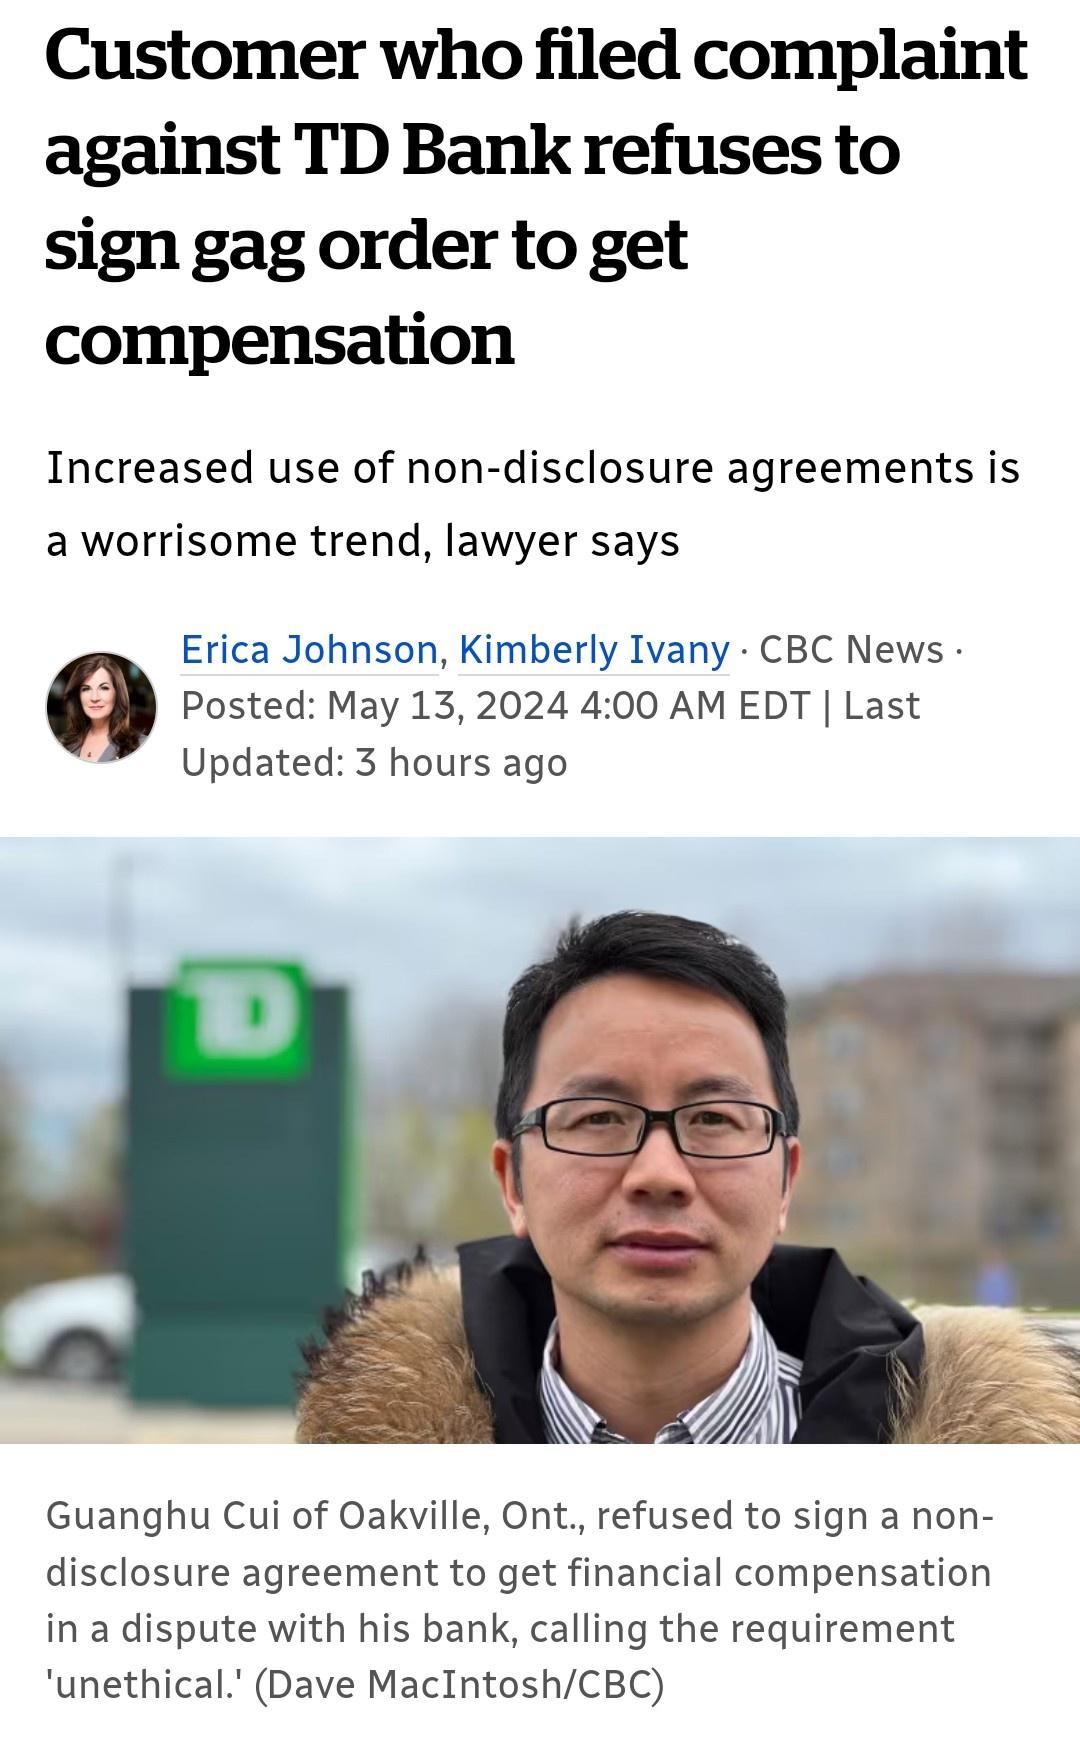 Customer who filed complaint
against TD Bank refuses to
sign gag order to get
compensation
Increased use of non-disclosure agreements is
a worrisome trend, lawyer says
Erica Johnson, Kimberly Ivany · CBC News ·
Posted: May 13, 2024 4:00 AM EDT | Last
Updated: 3 hours ago
TD
Guanghu Cui of Oakville, Ont., refused to sign a non-
disclosure agreement to get financial compensation
in a dispute with his bank, calling the requirement
'unethical.' (Dave MacIntosh/CBC)